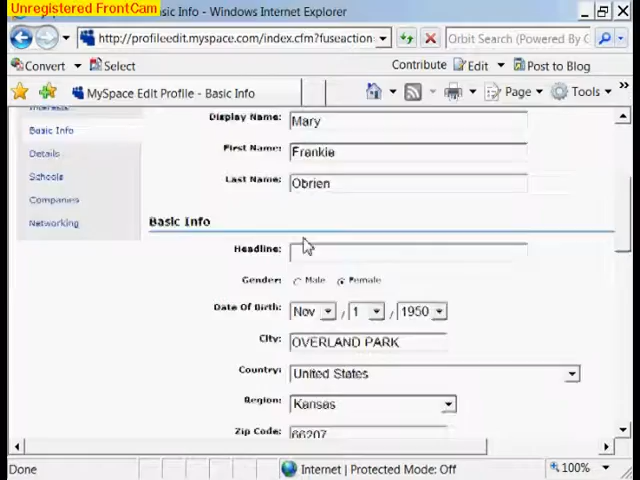 Unregistered FrontCam
Basic Info - Windows Internet Explorer
http://profileedit.myspace.com/index.cfm?fuseaction
Orbit Search (Powered By G
Convert
Select
Contribute
Edit
Post to Blog
MySpace Edit Profile - Basic Info
Page
Tools
»
Interests
Basic Info
Details
Schools
Companies
Networking
Display Name: Mary
First Name: Frankie
Last Name: Obrien
Basic Info
Headline:
Gender: Male Female
Date Of Birth: Nov / 1 / 1950
City: OVERLAND PARK
Country: United States
Region: Kansas
Zip Code: 66207
Done
Internet | Protected Mode: Off
100%